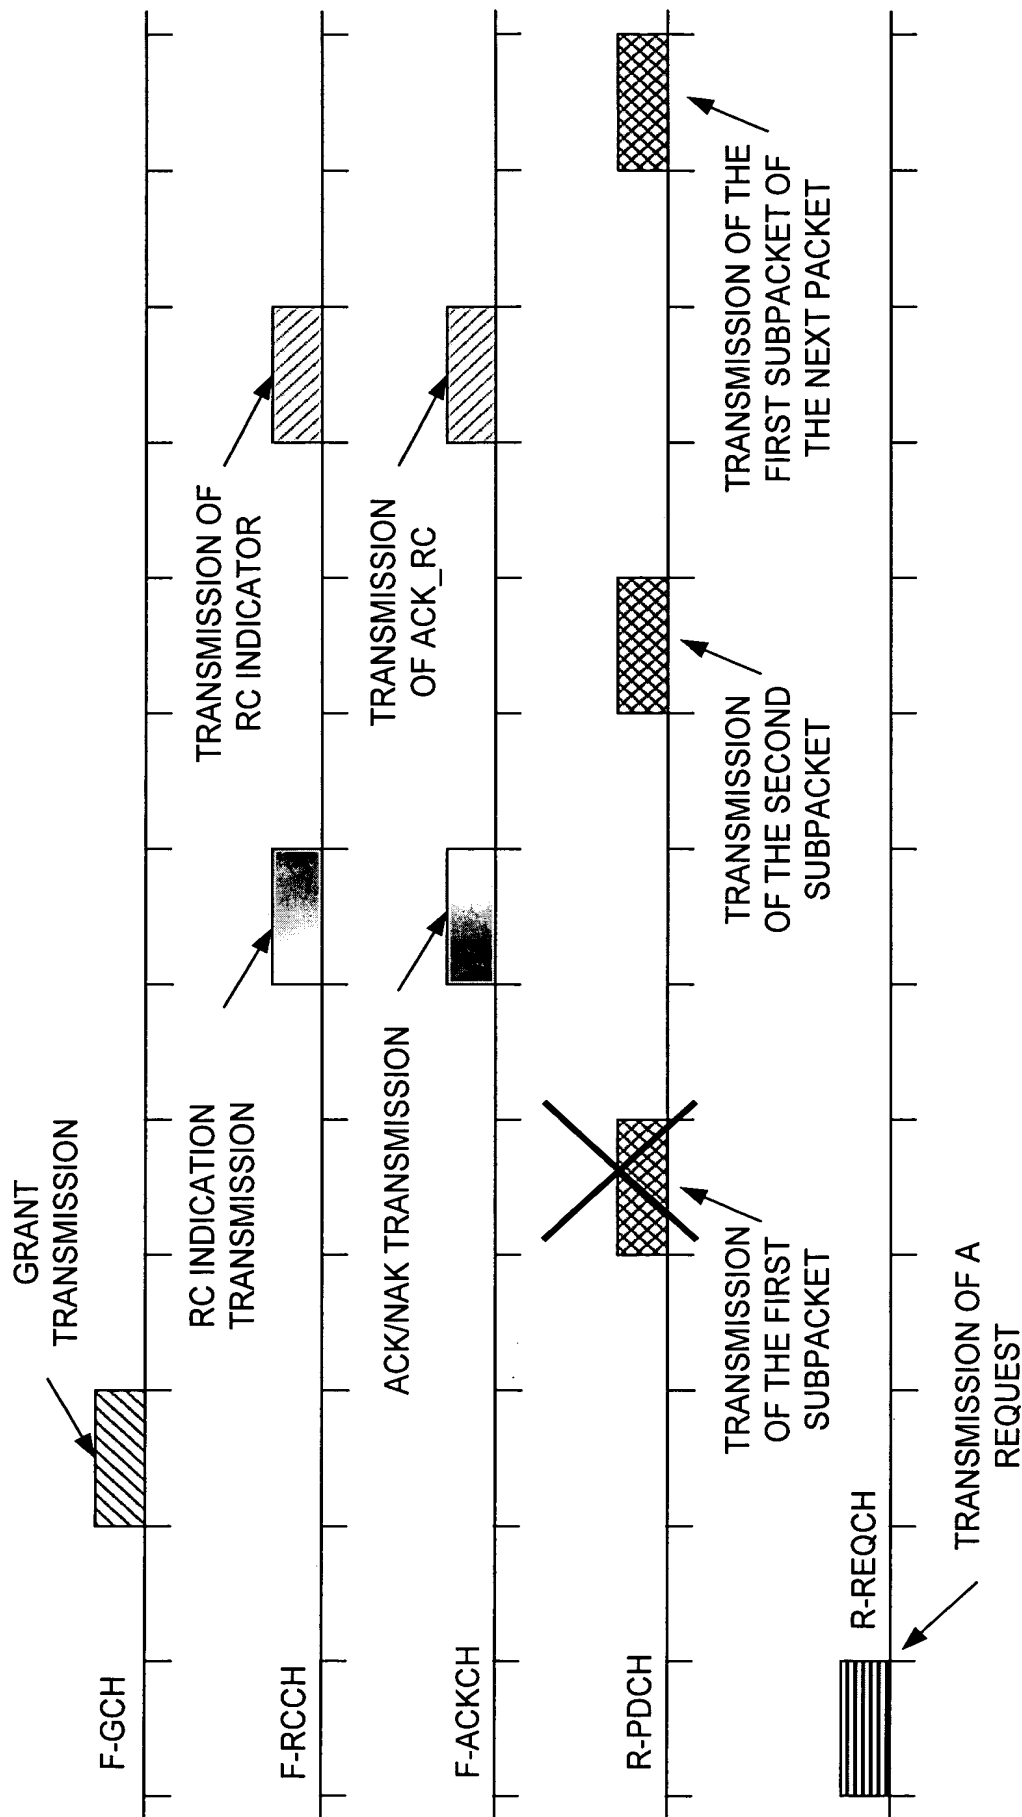 F-GCH
GRANT
TRANSMISSION
F-RCCH
RC INDICATION
TRANSMISSION
TRANSMISSION OF
RC INDICATOR
F-ACKCH
ACK/NAK TRANSMISSION
TRANSMISSION
OF ACK_RC
R-PDCH
TRANSMISSION
OF THE FIRST
SUBPACKET
TRANSMISSION
OF THE SECOND
SUBPACKET
TRANSMISSION OF THE
FIRST SUBPACKET OF
THE NEXT PACKET
R-REQCH
TRANSMISSION OF A
REQUEST